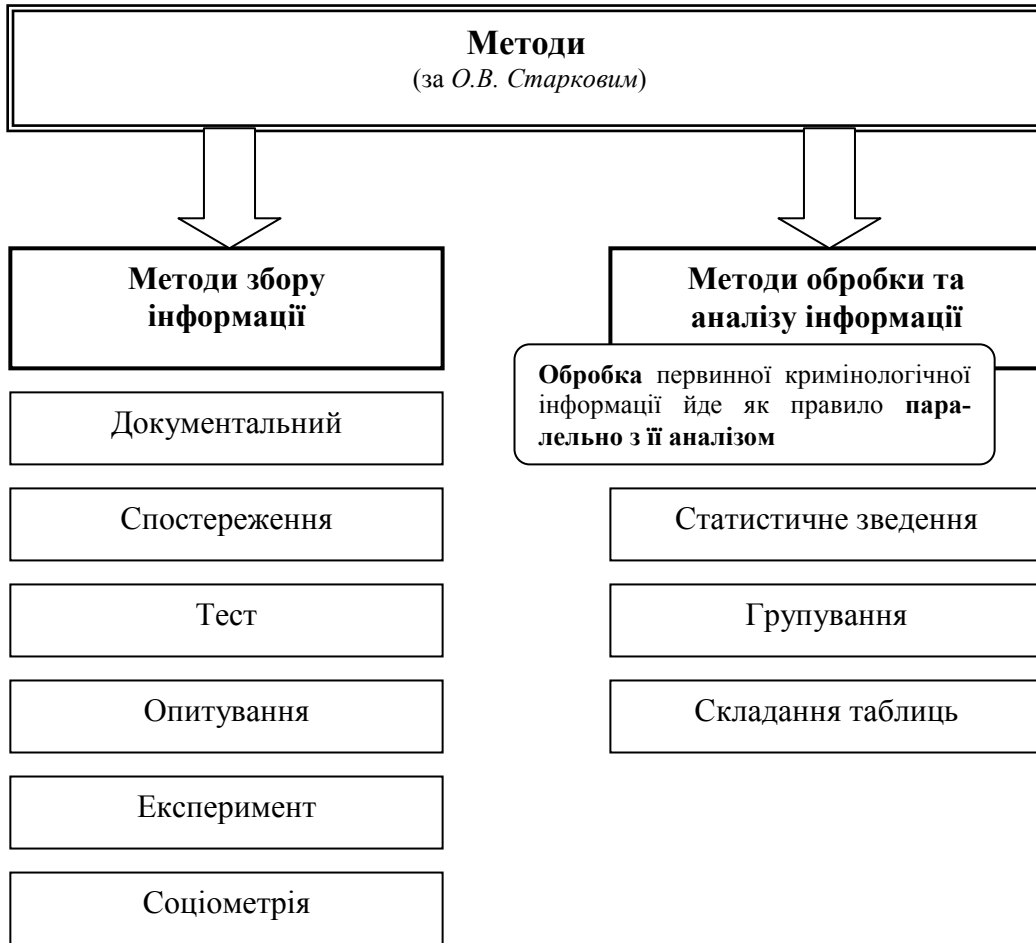 Методи
(за О.В. Старковим)
Методи збору
інформації
Документальний
Спостереження
Тест
Опитування
Експеримент
Соціометрія
Методи обробки та
аналізу інформації
Обробка первинної кримінологічної
інформації йде як правило пара-
лельно з її аналізом
Статистичне зведення
Групування
Складання таблиць